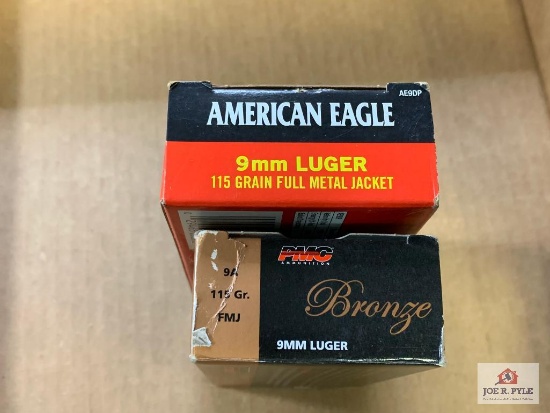 AE9DP
AMERICAN EAGLE
9mm LUGER
115 GRAIN FULL METAL JACKET
PMC
AMMUNITION
9A
115 Gr.
FMJ
Bronze
9MM LUGER
JOE R. PYLE